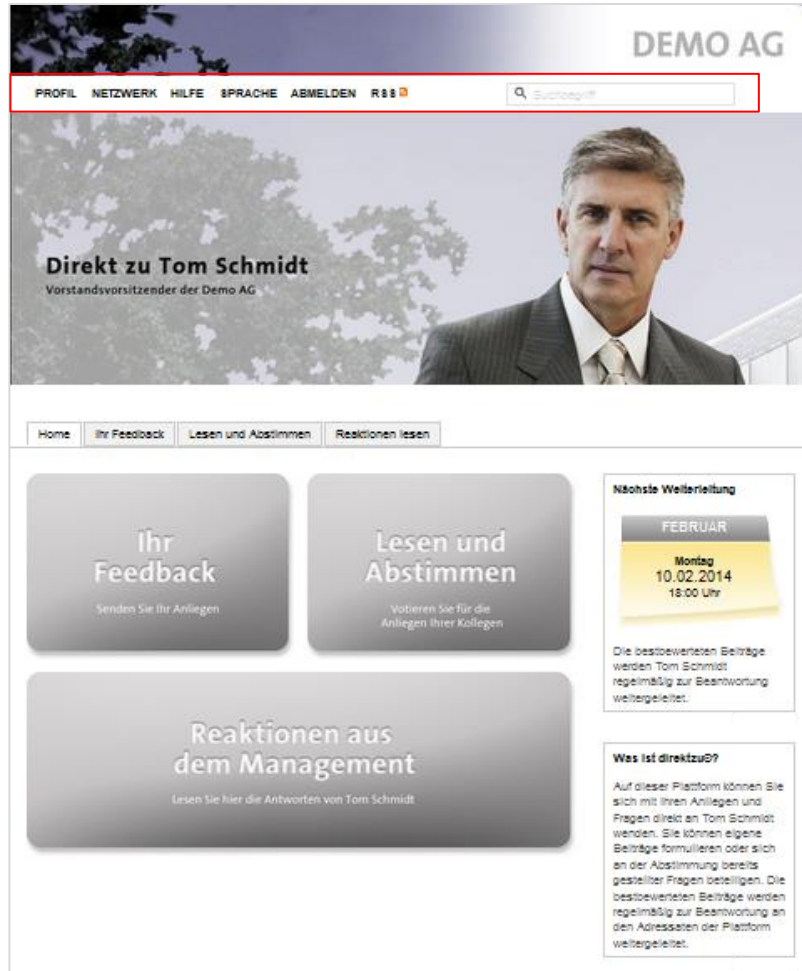 DEMO AG
PROFIL NETZWERK HILFE SPRACHE ABMELDEN RSS
Suchbegriff
Direkt zu Tom Schmidt
Vorstandsvorsitzender der Demo AG
Home Ihr Feedback Lesen und Abstimmen Reaktionen lesen
Ihr
Feedback
Senden Sie Ihr Anliegen
Lesen und
Abstimmen
Votieren Sie für die
Anliegen Ihrer Kollegen
Reaktionen aus
dem Management
Lesen Sie hier die Antworten von Tom Schmidt
Nächste Weiterleitung
FEBRUAR
Montag
10.02.2014
18:00 Uhr
Die bestbewerteten Beiträge
werden Tom Schmidt
regelmäßig zur Beantwortung
weitergeleitet.
Was ist direktzu®?
Auf dieser Plattform können Sie
sich mit Ihren Anliegen und
Fragen direkt an Tom Schmidt
wenden. Sie können eigene
Beiträge formulieren oder sich
an der Abstimmung bereits
gestellter Fragen beteiligen. Die
bestbewerteten Beiträge werden
regelmäßig zur Beantwortung an
den Adressaten der Plattform
weitergeleitet.